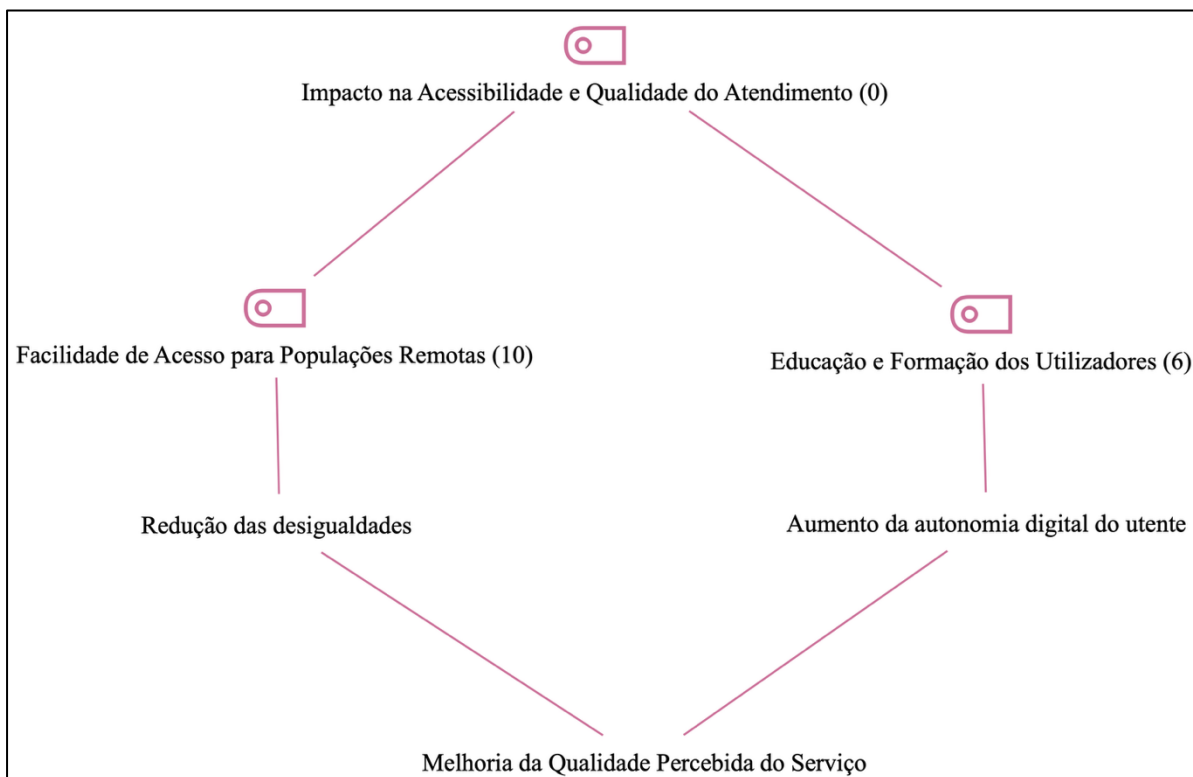 Impacto na Acessibilidade e Qualidade do Atendimento (0)
Facilidade de Acesso para Populações Remotas (10)
Educação e Formação dos Utilizadores (6)
Redução das desigualdades
Aumento da autonomia digital do utente
Melhoria da Qualidade Percebida do Serviço